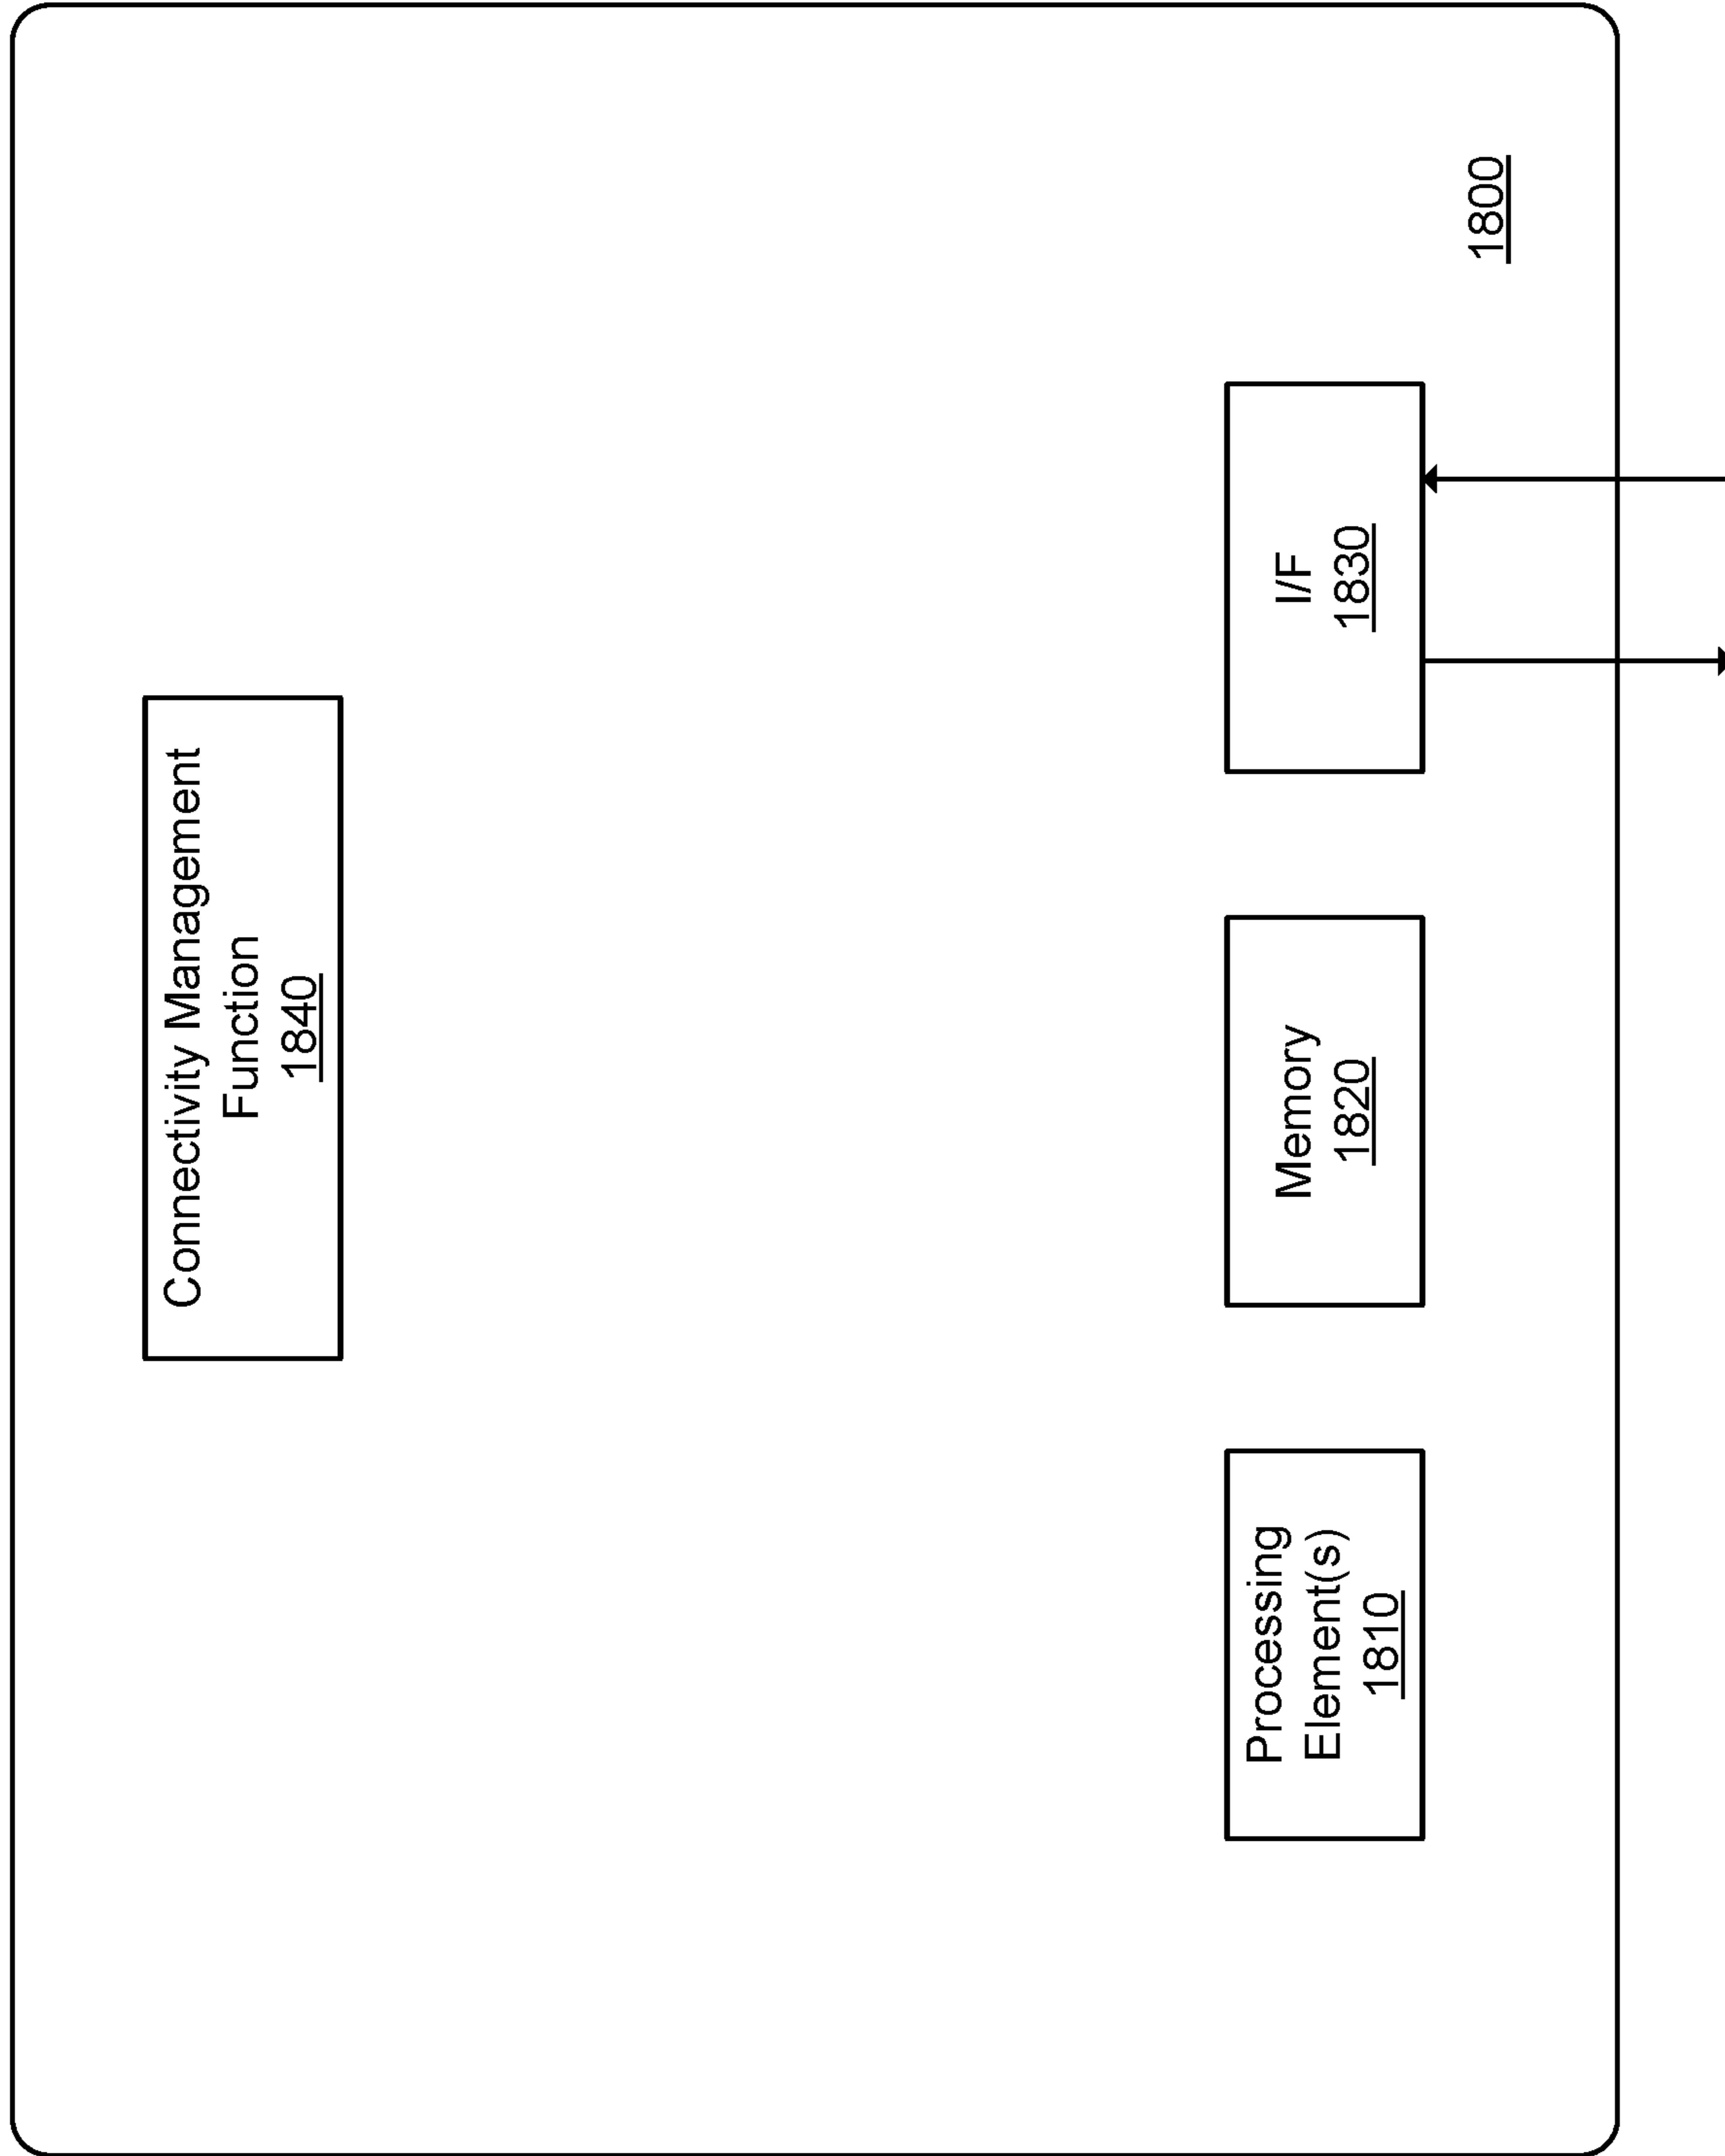 Connectivity Management
Function
1840
Processing
Element(s)
1810
Memory
1820
I/F
1830
1800